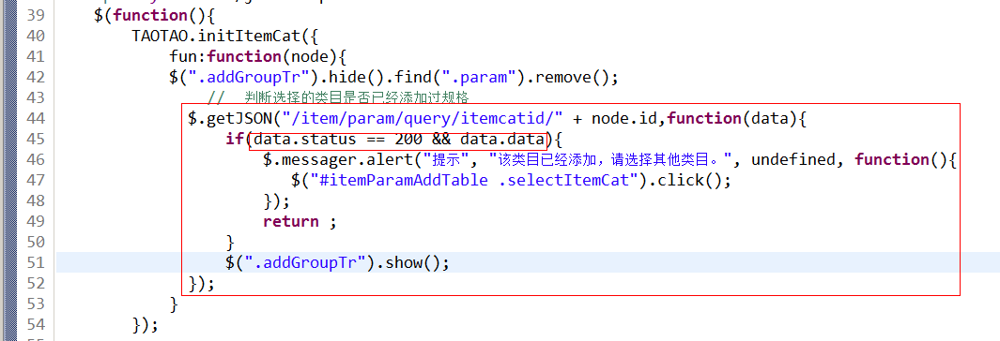 39 $(function(){
40 TAOTAO.initItemCat({
41 fun:function(node){
42 $(".addGroupTr").hide().find(".param").remove();
43 // 判断选择的类目是否已经添加过规格
44 $.getJSON("/item/param/query/itemcatid/" + node.id,function(data){
45 if(data.status == 200 && data.data){
46 $.messager.alert("提示", "该类目已经添加，请选择其他类目。", undefined, function(){
47 $("#itemParamAddTable .selectItemCat").click();
48 });
49 return ;
50 }
51 $(".addGroupTr").show();
52 });
53 }
54 });